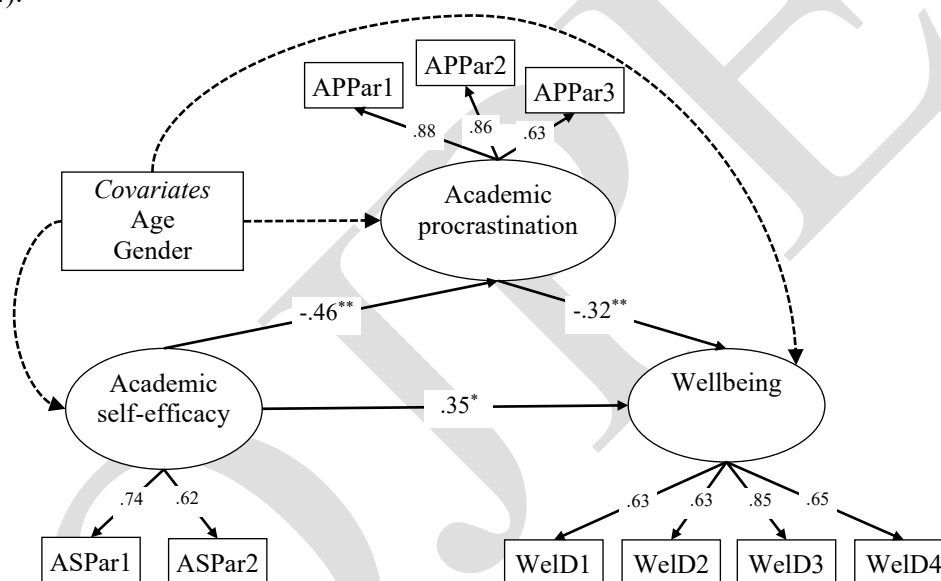 APPar1
APPar2
APPar3
.88
.86
.63
Covariates
Age
Gender
Academic
procrastination
-.46**
-.32**
Academic
self-efficacy
.35*
Wellbeing
.74
.62
.63
.63
.85
.65
ASPar1
ASPar2
WelD1
WelD2
WelD3
WelD4